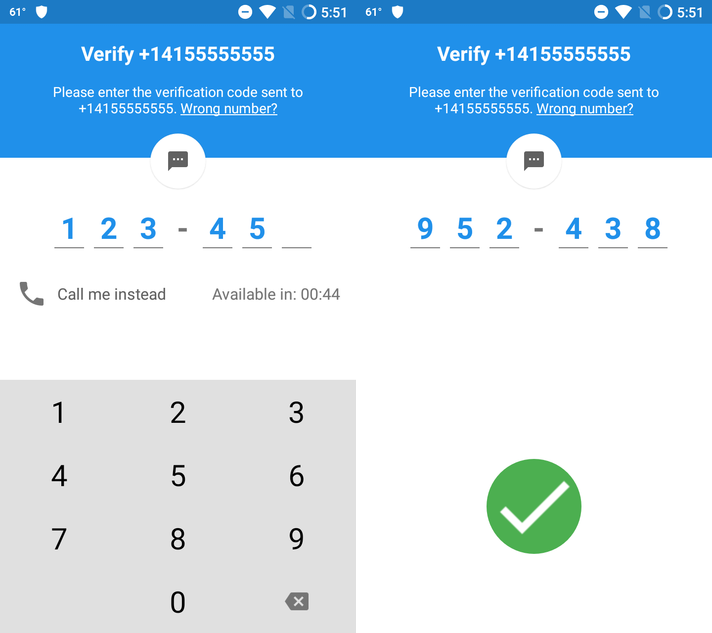 61° 5:51
Verify +14155555555
Please enter the verification code sent to
+14155555555. Wrong number?
1 2 3 - 4 5
Call me instead Available in: 00:44
1 2 3
4 5 6
7 8 9
0
61° 5:51
Verify +14155555555
Please enter the verification code sent to
+14155555555. Wrong number?
9 5 2 - 4 3 8